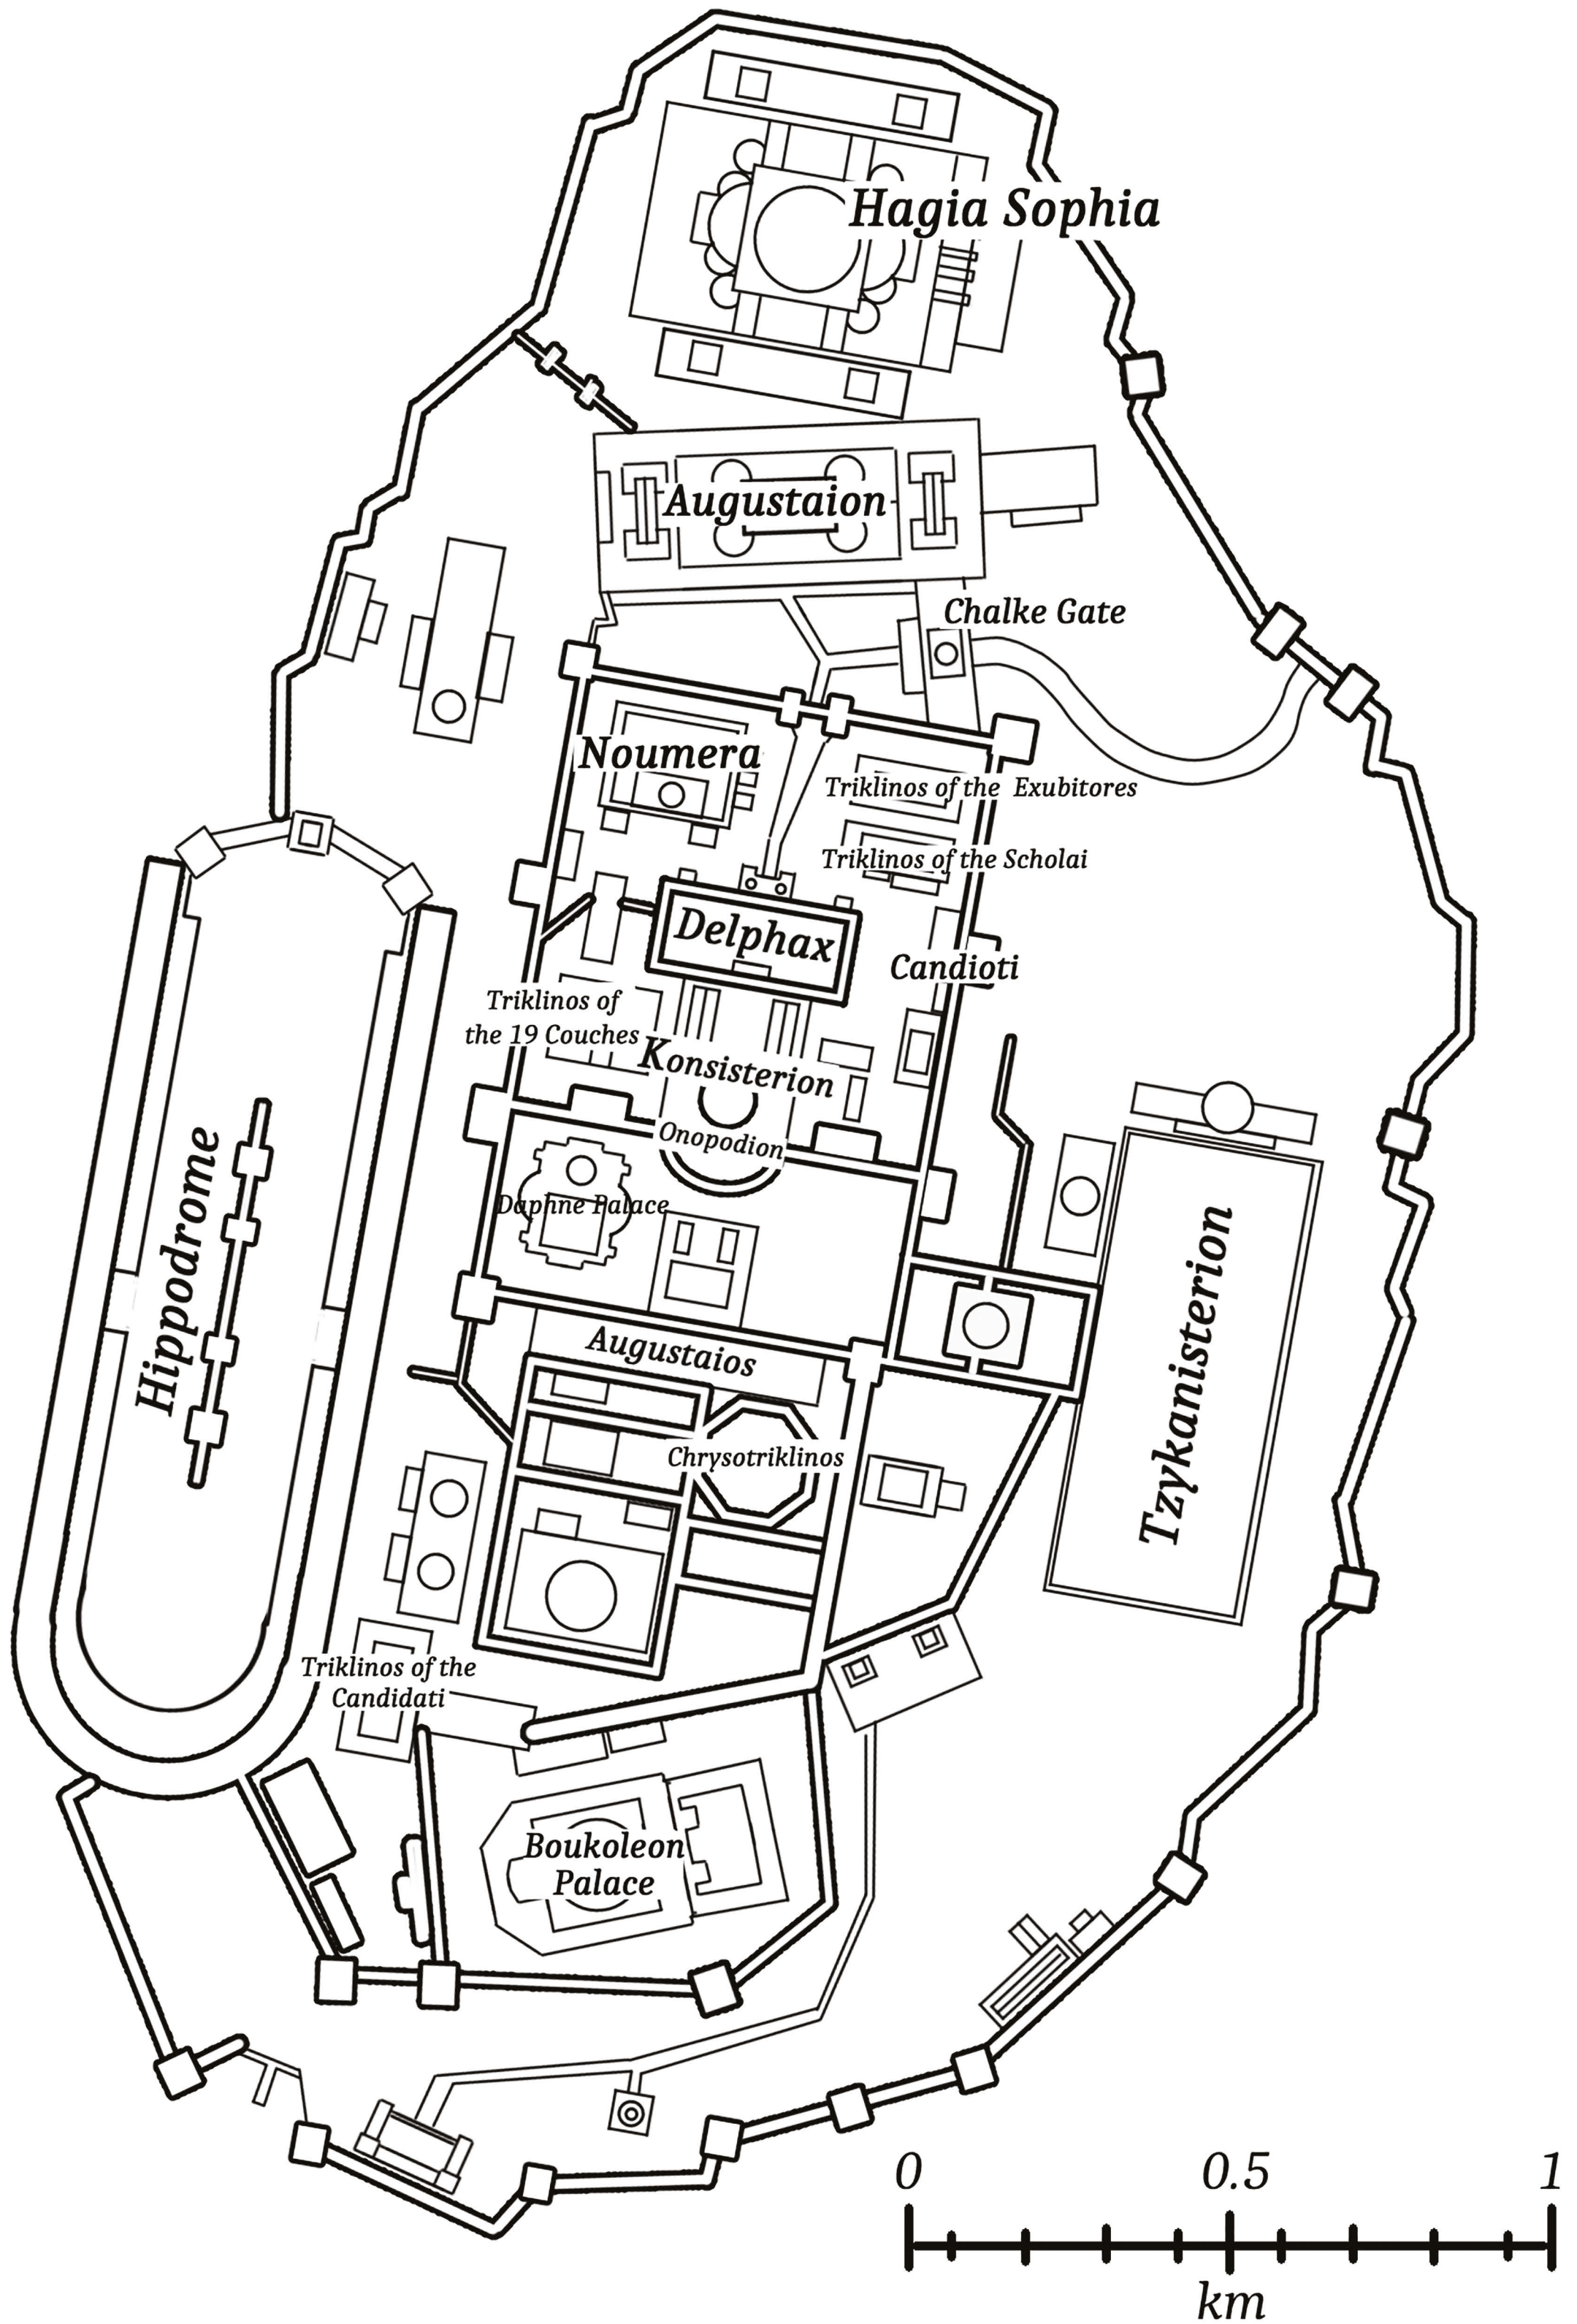 Hagia Sophia
Augustaion
Chalke Gate
Noumera
Triklinos of the Exubitores
Triklinos of the Scholai
Delphax
Candioti
Triklinos of
the 19 Couches
Konsisterion
Onopodion
Daphne Palace
Hippodrome
Tzykanisterion
Augustaios
Chrysotriklinos
Triklinos of the
Candidati
Boukoleon
Palace
0 0.5 1
km